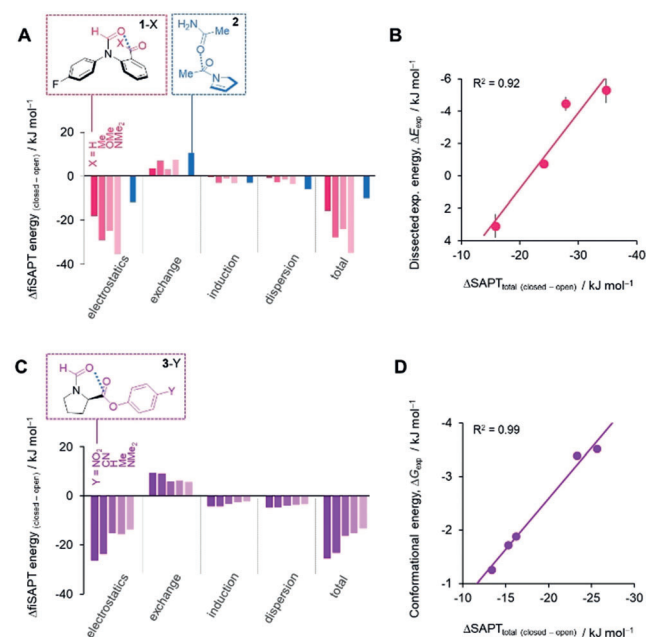 A
1-X
2
H
O
X
O
N
F
H₂N
Me
O
Me
O
N
ΔfiSAPT energy (closed – open) / kJ mol⁻¹
X = H
Me
OMe
NMe₂
20
0
-20
-40
electrostatics
exchange
induction
dispersion
total
B
R² = 0.92
Dissected exp. energy, ΔEexp / kJ mol⁻¹
-6
-4
-2
0
2
4
-10
-20
-30
-40
ΔSAPTtotal (closed – open) / kJ mol⁻¹
C
3-Y
H
O
O
N
O
Y
ΔfiSAPT energy (closed – open) / kJ mol⁻¹
Y = NO₂
CN
H
Me
NMe₂
20
0
-20
-40
electrostatics
exchange
induction
dispersion
total
D
R² = 0.99
Conformational energy, ΔGexp / kJ mol⁻¹
-4
-3
-2
-1
-10
-15
-20
-25
-30
ΔSAPTtotal (closed – open) / kJ mol⁻¹